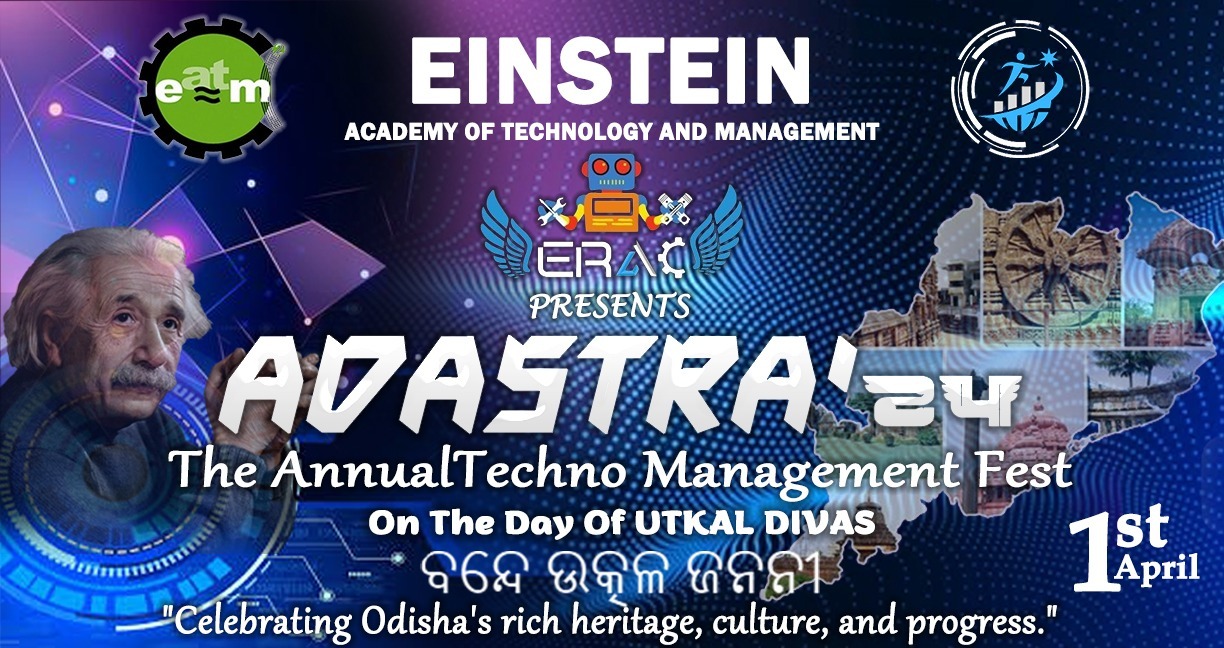 eatm
EINSTEIN
ACADEMY OF TECHNOLOGY AND MANAGEMENT
ERAC
PRESENTS
ADASTRA'24
The AnnualTechno Management Fest
On The Day Of UTKAL DIVAS
ବନ୍ଦେ ଉତ୍କଳ ଜନନୀ
1st
April
"Celebrating Odisha's rich heritage, culture, and progress."